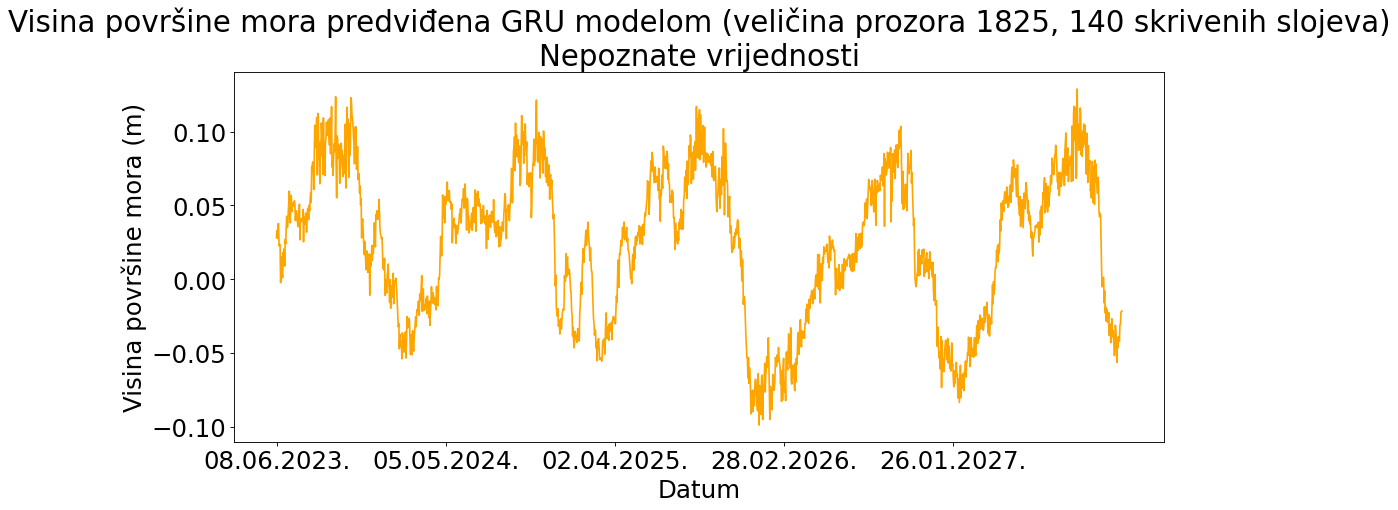 Visina površine mora predviđena GRU modelom (veličina prozora 1825, 140 skrivenih slojeva)
Nepoznate vrijednosti
Visina površine mora (m)
0.10
0.05
0.00
−0.05
−0.10
08.06.2023. 05.05.2024. 02.04.2025. 28.02.2026. 26.01.2027.
Datum